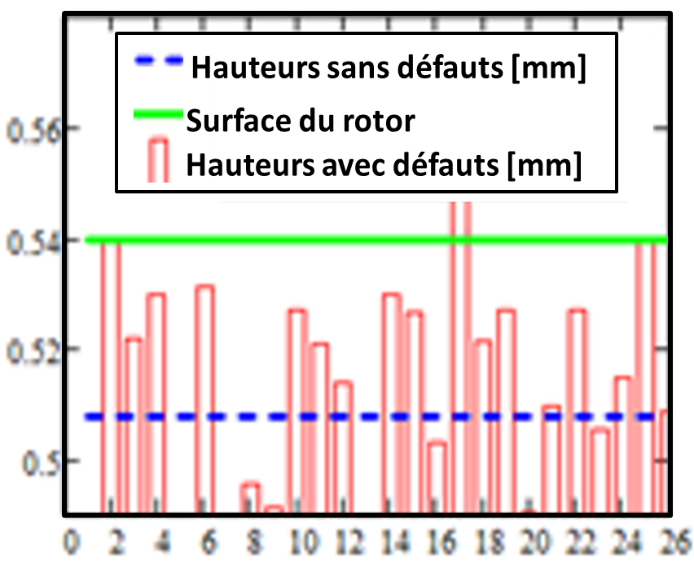 Hauteurs sans défauts [mm]
Surface du rotor
Hauteurs avec défauts [mm]
0.56
0.54
0.52
0.5
0 2 4 6 8 10 12 14 16 18 20 22 24 26